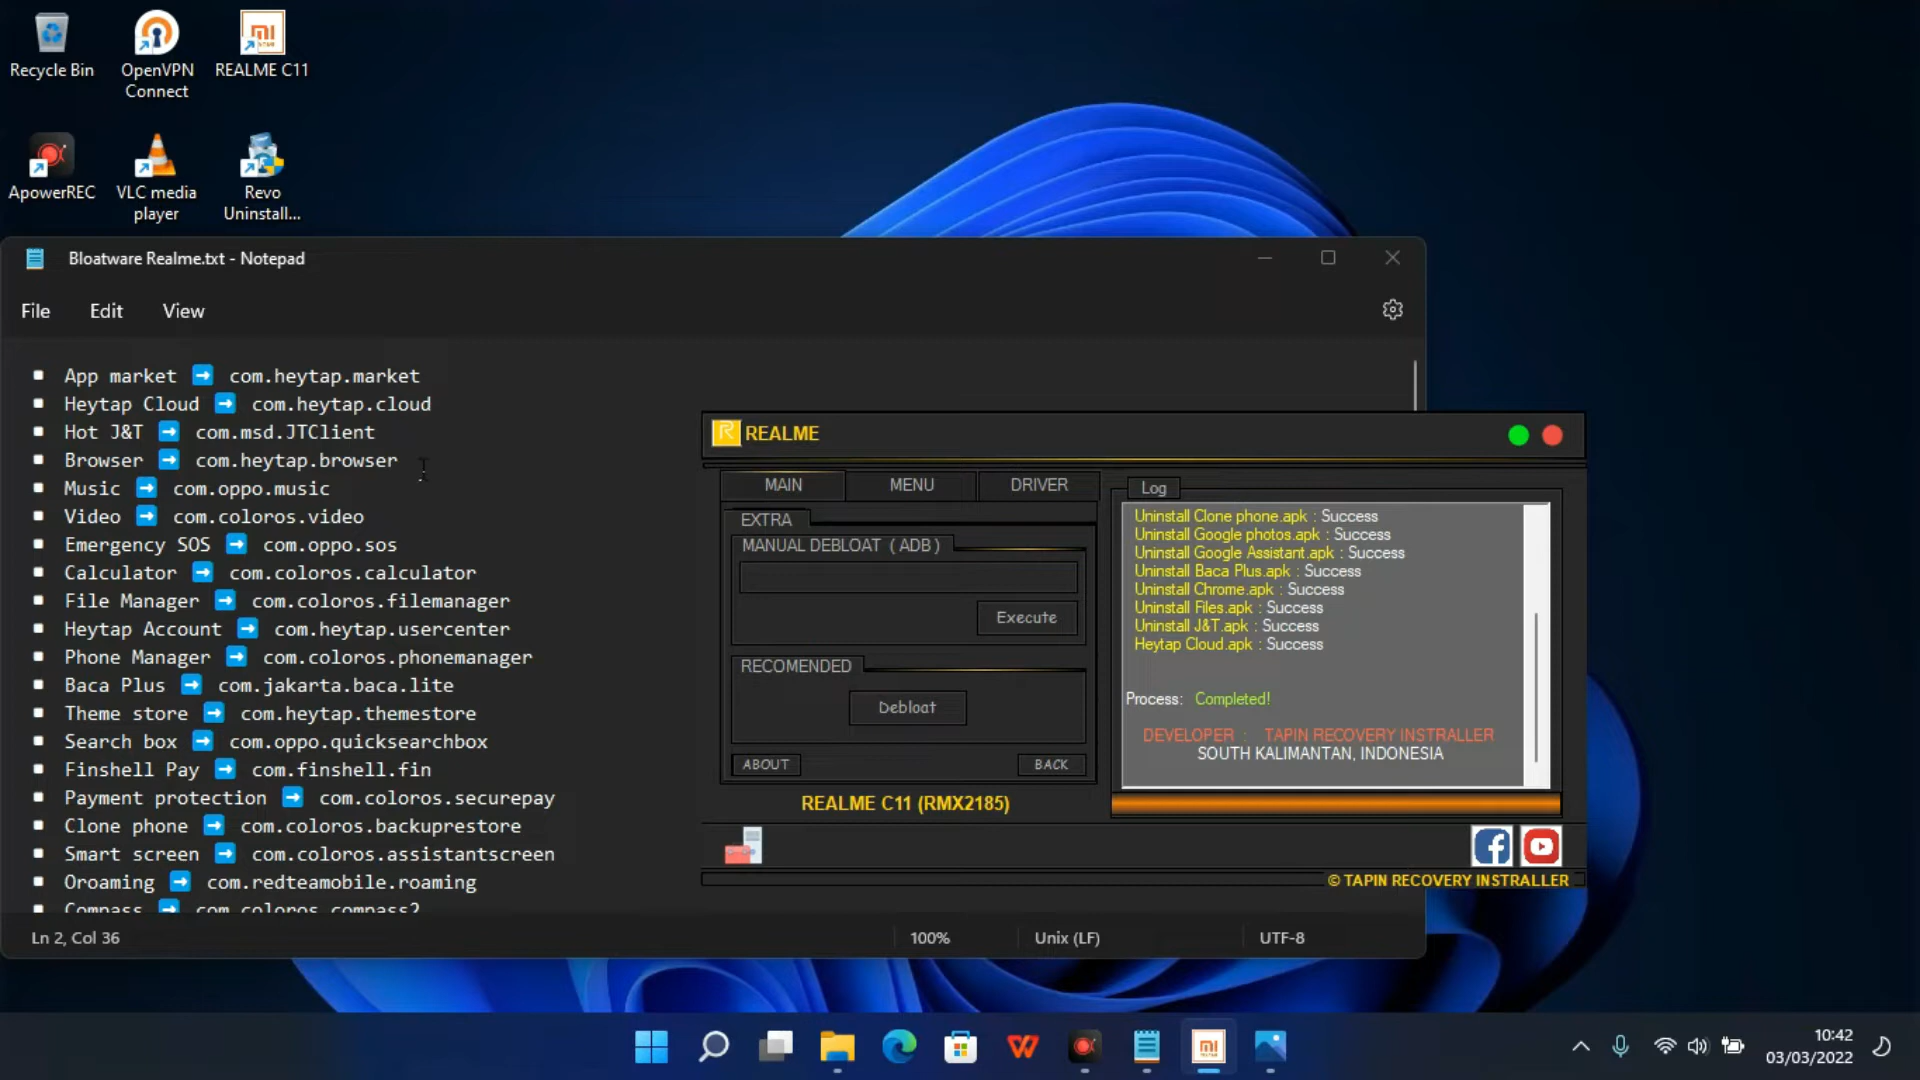 Recycle Bin
OpenVPN
Connect
REALME C11
ApowerREC
VLC media
player
Revo
Uninstall...
Bloatware Realme.txt - Notepad
File
Edit
View
App market ➡ com.heytap.market
Heytap Cloud ➡ com.heytap.cloud
Hot J&T ➡ com.msd.JTClient
Browser ➡ com.heytap.browser
Music ➡ com.oppo.music
Video ➡ com.coloros.video
Emergency SOS ➡ com.oppo.sos
Calculator ➡ com.coloros.calculator
File Manager ➡ com.coloros.filemanager
Heytap Account ➡ com.heytap.usercenter
Phone Manager ➡ com.coloros.phonemanager
Baca Plus ➡ com.jakarta.baca.lite
Theme store ➡ com.heytap.themestore
Search box ➡ com.oppo.quicksearchbox
Finshell Pay ➡ com.finshell.fin
Payment protection ➡ com.coloros.securepay
Clone phone ➡ com.coloros.backuprestore
Smart screen ➡ com.coloros.assistantscreen
Oroaming ➡ com.redteamobile.roaming
Compass ➡ com.coloros.compass2
Ln 2, Col 36
100%
Unix (LF)
UTF-8
REALME
MAIN
MENU
DRIVER
EXTRA
MANUAL DEBLOAT ( ADB )
Execute
RECOMENDED
Debloat
ABOUT
BACK
REALME C11 (RMX2185)
Log
Uninstall Clone phone.apk : Success
Uninstall Google photos.apk : Success
Uninstall Google Assistant.apk : Success
Uninstall Baca Plus.apk : Success
Uninstall Chrome.apk : Success
Uninstall Files.apk : Success
Uninstall J&T.apk : Success
Heytap Cloud.apk : Success
Process: Completed!
DEVELOPER : TAPIN RECOVERY INSTRALLER
SOUTH KALIMANTAN, INDONESIA
© TAPIN RECOVERY INSTRALLER
10:42
03/03/2022